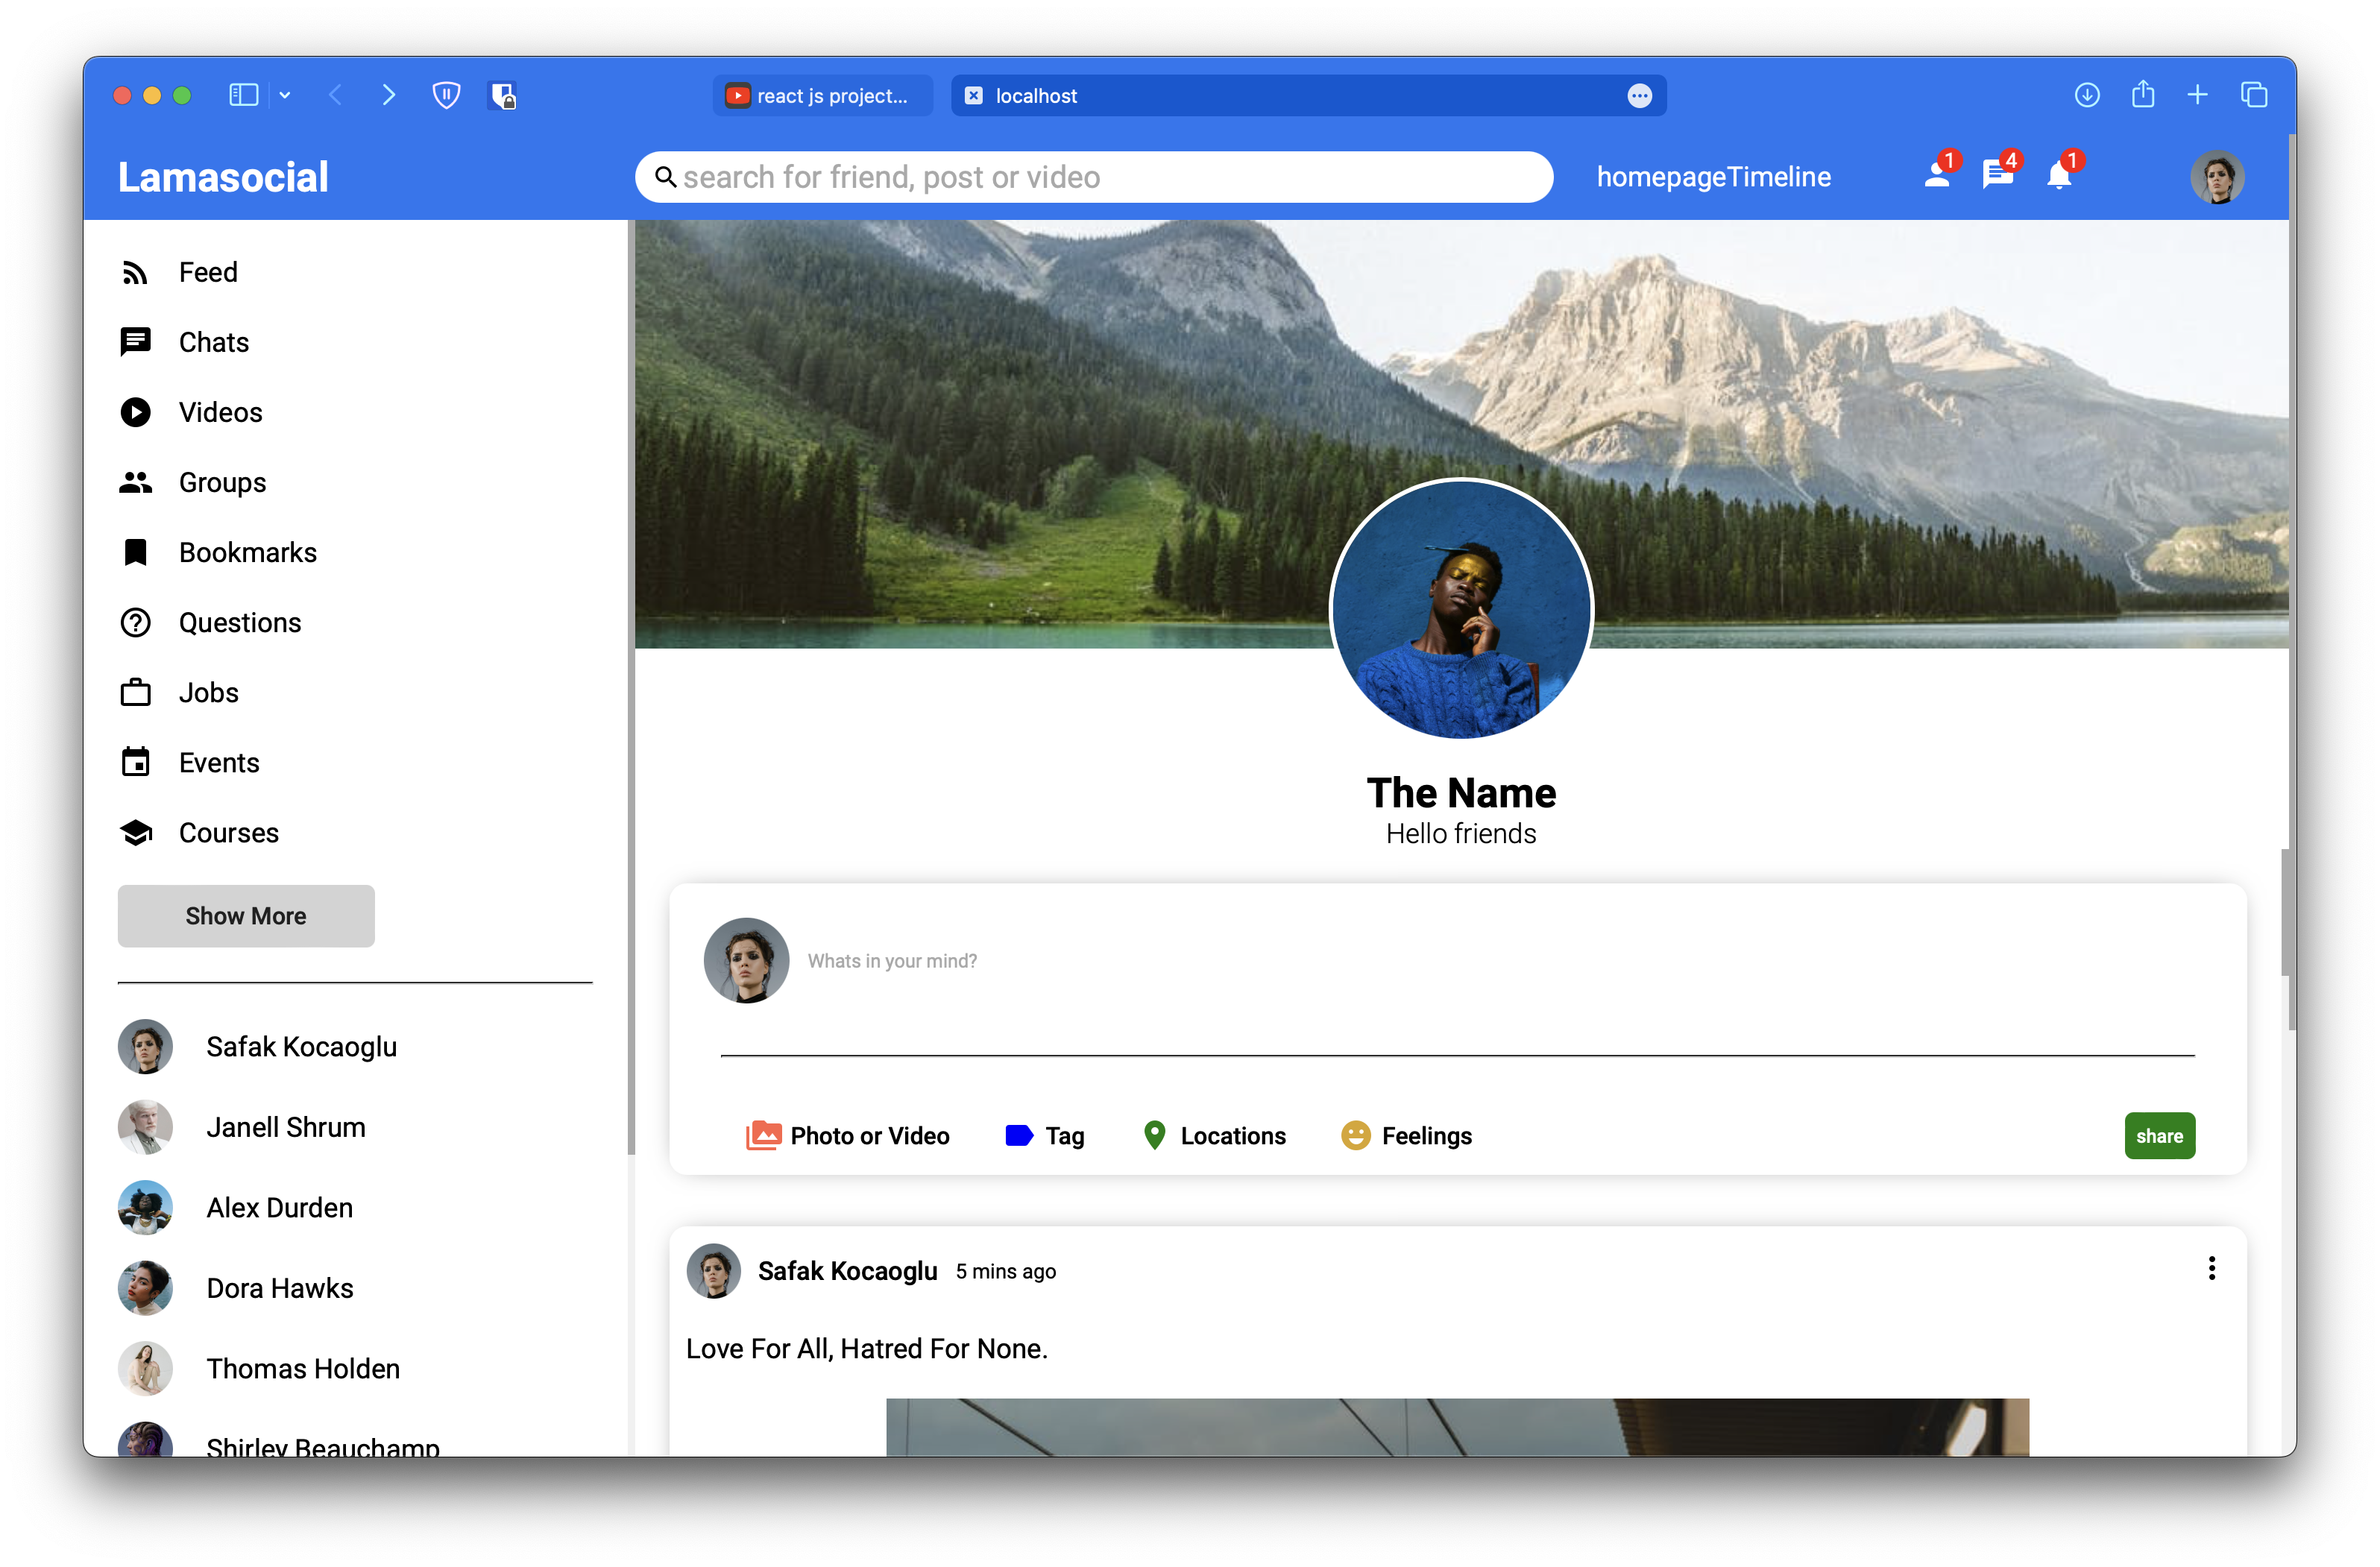 react js project...
localhost
Lamasocial
search for friend, post or video
homepageTimeline
1
4
1
Feed
Chats
Videos
Groups
Bookmarks
Questions
Jobs
Events
Courses
Show More
Safak Kocaoglu
Janell Shrum
Alex Durden
Dora Hawks
Thomas Holden
Shirley Beauchamp
The Name
Hello friends
Whats in your mind?
Photo or Video
Tag
Locations
Feelings
share
Safak Kocaoglu 5 mins ago
Love For All, Hatred For None.